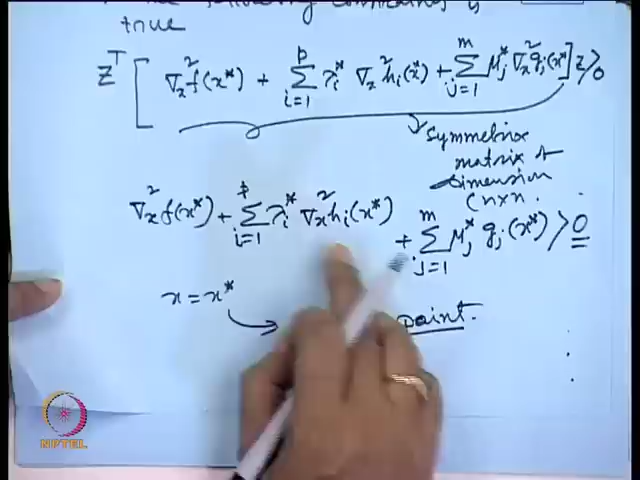 following
true
Z^T [ ∇_x^2 f(x*) + Σ_{i=1}^{p} λ_i* ∇_x^2 h_i(x*) + Σ_{j=1}^{m} μ_j* ∇_x^2 g_j(x*) ] z ≥ 0
Symmetric
matrix of
dimension
(n×n.
∇_x^2 f(x*) + Σ_{i=1}^{p} λ_i* ∇_x^2 h_i(x*)
+ Σ_{j=1}^{m} μ_j* g_j(x*) > 0
x = x*
point.
NPTEL